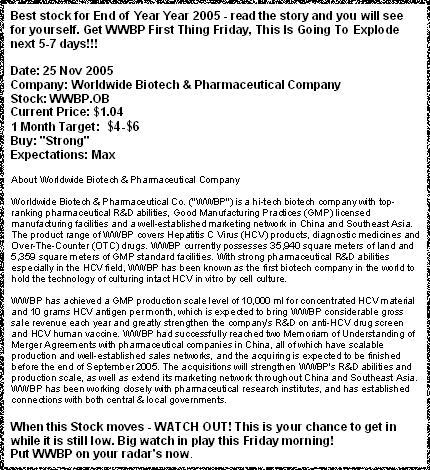 Best stock for End of Year Year 2005 - read the story and you will see
for yourself. Get WWBP First Thing Friday, This Is Going To Explode
next 5-7 days!!!
Date: 25 Nov 2005
Company: Worldwide Biotech & Pharmaceutical Company
Stock: WWBP.OB
Current Price: $1.04
1 Month Target: $4-$6
Buy: "Strong"
Expectations: Max
About Worldwide Biotech & Pharmaceutical Company
Worldwide Biotech & Pharmaceutical Co. ("WWBP") is a hi-tech biotech company with top-
ranking pharmaceutical R&D abilities, Good Manufacturing Practices (GMP) licensed
manufacturing facilities and a well-established marketing network in China and Southeast Asia.
The product range of WWBP covers Hepatitis C Virus (HCV) products, diagnostic medicines and
Over-The-Counter (OTC) drugs. WWBP currently possesses 35,940 square meters of land and
5,359 square meters of GMP standard facilities. With strong pharmaceutical R&D abilities
especially in the HCV field, WWBP has been known as the first biotech company in the world to
hold the technology of culturing intact HCV in vitro by cell culture.
WWBP has achieved a GMP production scale level of 10,000 ml for concentrated HCV material
and 10 grams HCV antigen per month, which is expected to bring WWBP considerable gross
sale revenue each year and greatly strengthen the company's R&D on anti-HCV drug screen
and HCV human vaccine. WWBP had successfully reached two Memoriam of Understanding of
Merger Agreements with pharmaceutical companies in China, all of which have scalable
production and well-established sales networks, and the acquiring is expected to be finished
before the end of September 2005. The acquisitions will strengthen WWBP's R&D abilities and
production scale, as well as extend its marketing network throughout China and Southeast Asia.
WWBP has been working closely with pharmaceutical research institutes, and has established
connections with both central & local governments.
When this Stock moves - WATCH OUT! This is your chance to get in
while it is still low. Big watch in play this Friday morning!
Put WWBP on your radar's now.